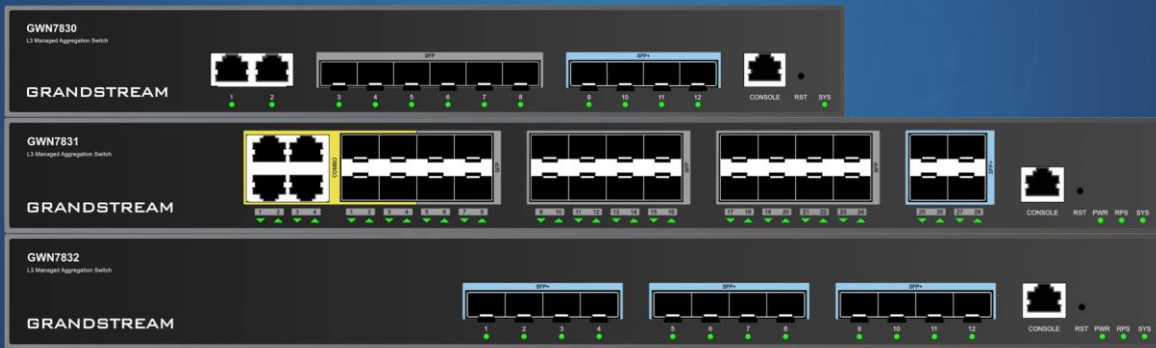 GWN7830
L3 Managed Aggregation Switch
SFP
SFP+
GRANDSTREAM
1 2 3 4 5 6 7 8 9 10 11 12 CONSOLE RST SYS
GWN7831
L3 Managed Aggregation Switch
COMBO
SFP
SFP
SFP
SFP+
GRANDSTREAM
1 2 3 4 1 2 3 4 5 6 7 8 9 10 11 12 13 14 15 16 17 18 19 20 21 22 23 24 25 26 27 28
CONSOLE RST PWR RPS SYS
GWN7832
L3 Managed Aggregation Switch
SFP+ SFP+ SFP+
GRANDSTREAM
1 2 3 4 5 6 7 8 9 10 11 12 CONSOLE RST PWR RPS SYS